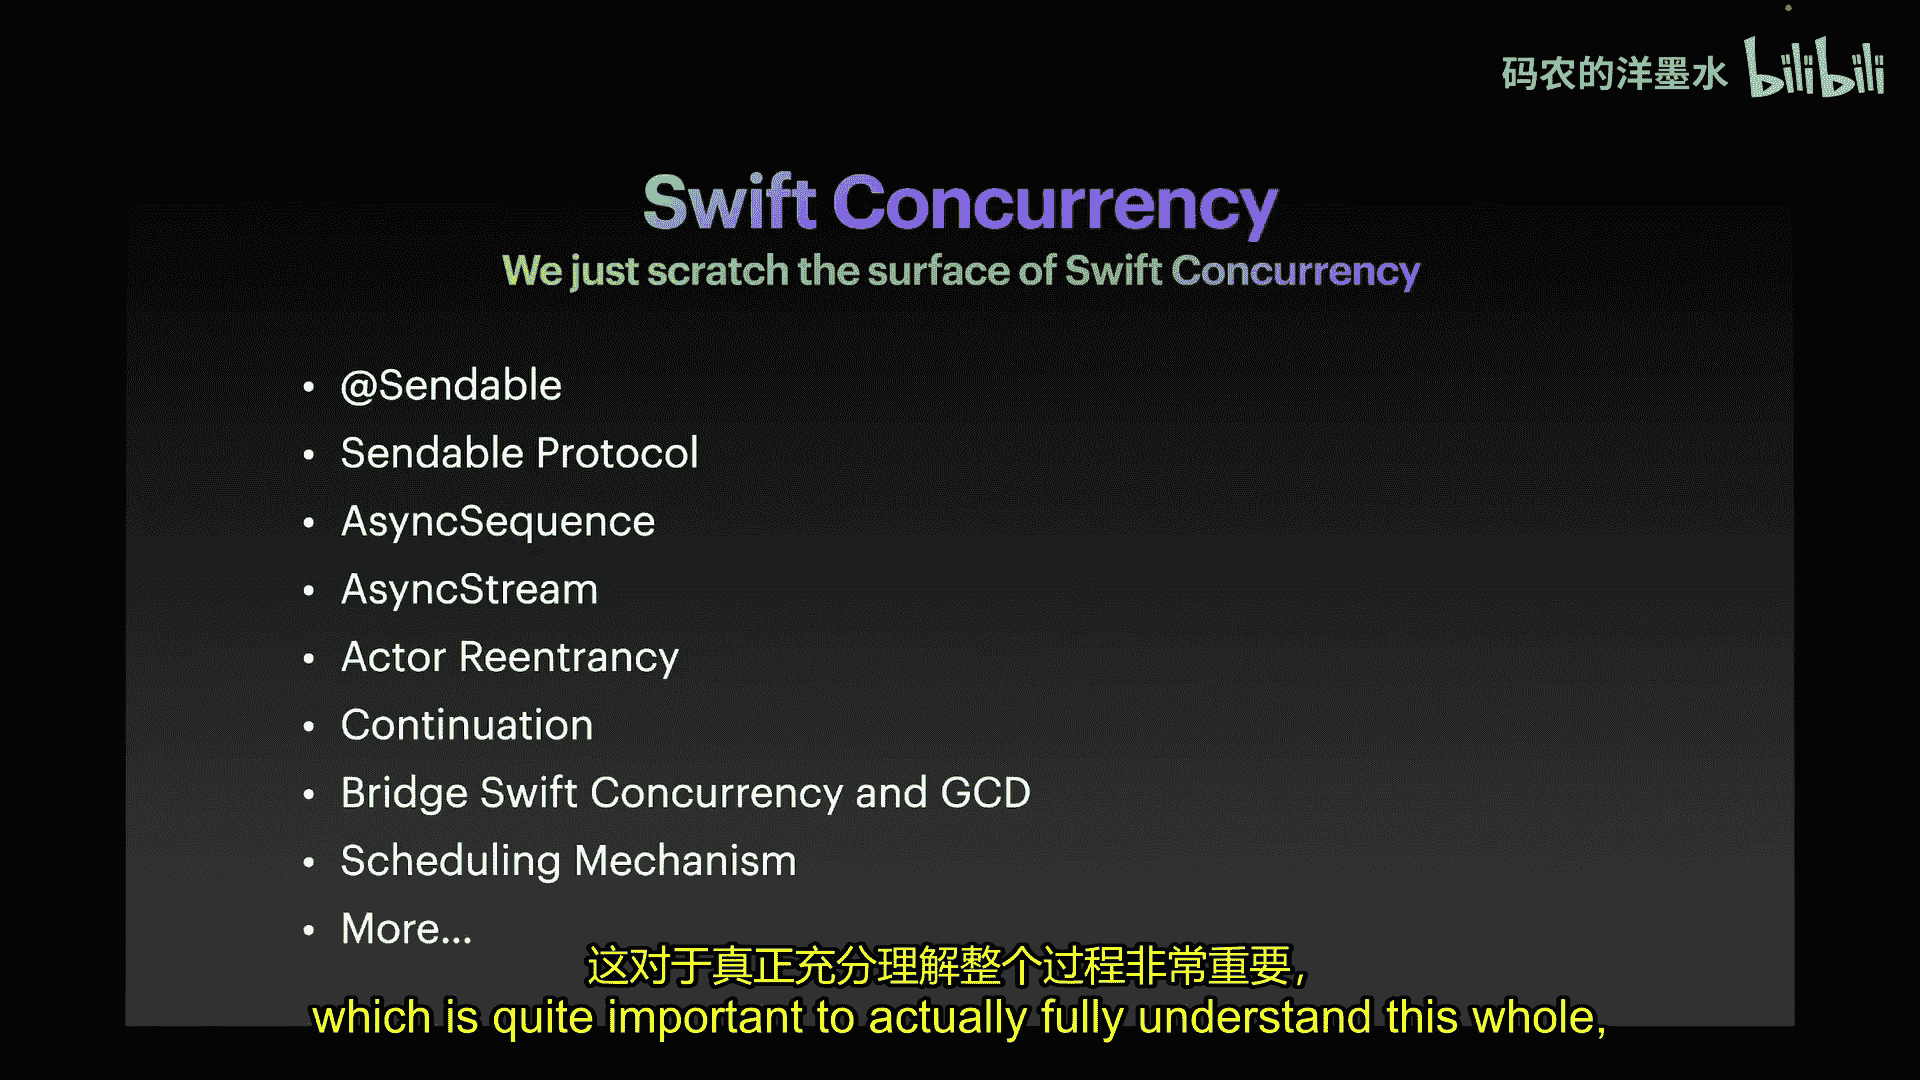 码农的洋墨水 bilibili
Swift Concurrency
We just scratch the surface of Swift Concurrency
• @Sendable
• Sendable Protocol
• AsyncSequence
• AsyncStream
• Actor Reentrancy
• Continuation
• Bridge Swift Concurrency and GCD
• Scheduling Mechanism
• More...
这对于真正充分理解整个过程非常重要，
which is quite important to actually fully understand this whole,